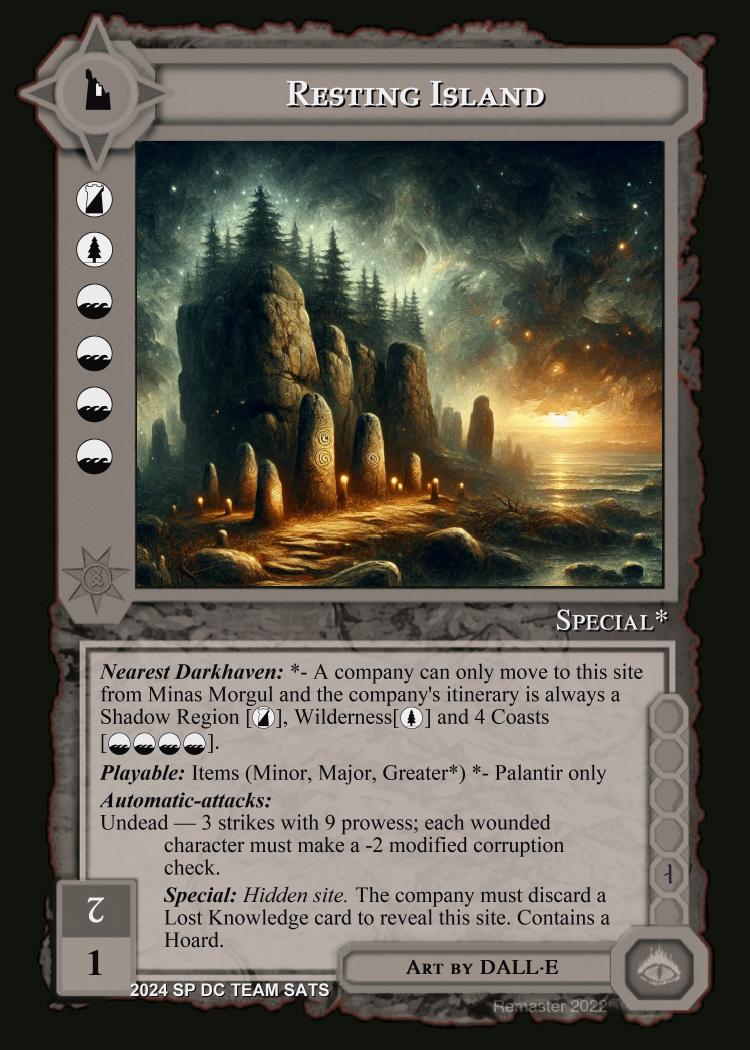 Resting Island
Special*
Nearest Darkhaven: *- A company can only move to this site
from Minas Morgul and the company's itinerary is always a
Shadow Region [ ], Wilderness[ ] and 4 Coasts
[ ].
Playable: Items (Minor, Major, Greater*) *- Palantir only
Automatic-attacks:
Undead — 3 strikes with 9 prowess; each wounded
character must make a -2 modified corruption
check.
Special: Hidden site. The company must discard a
Lost Knowledge card to reveal this site. Contains a
Hoard.
1
Art by DALL·E
2024 SP DC TEAM SATS
Remaster 2022